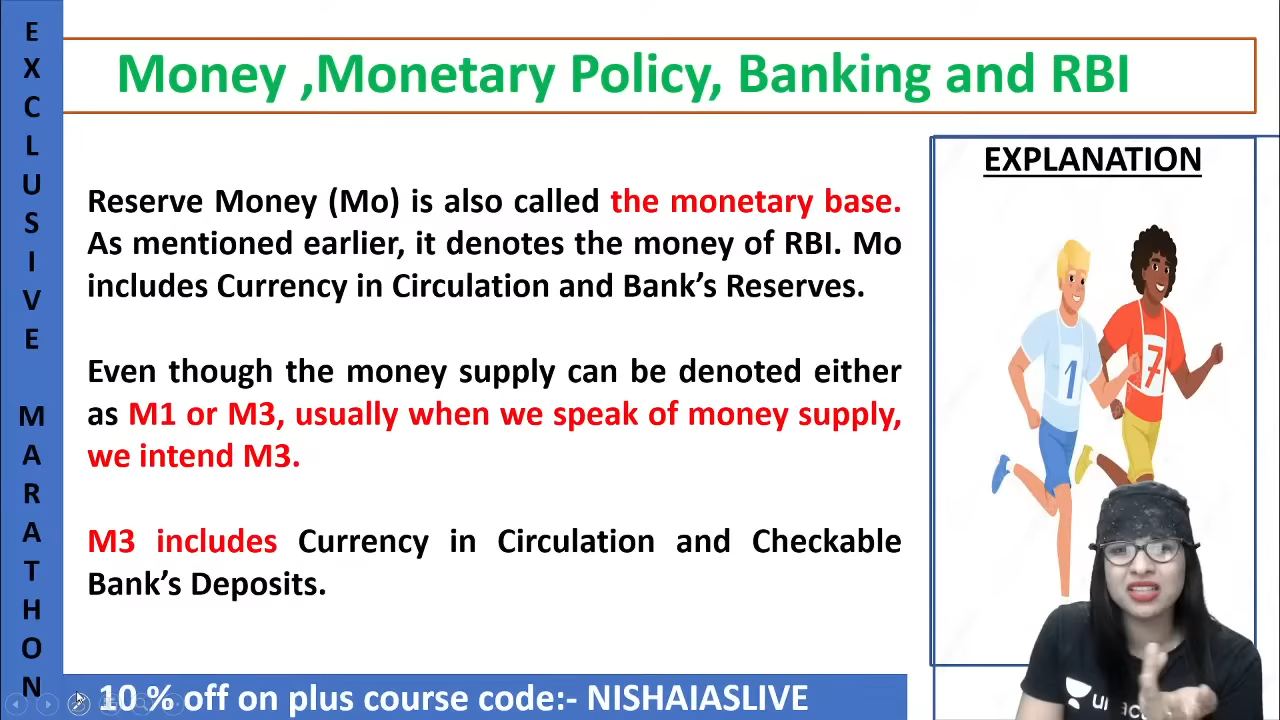 EXCLUSIVE MARATHON
Money ,Monetary Policy, Banking and RBI
Reserve Money (Mo) is also called the monetary base.
As mentioned earlier, it denotes the money of RBI. Mo
includes Currency in Circulation and Bank’s Reserves.
Even though the money supply can be denoted either
as M1 or M3, usually when we speak of money supply,
we intend M3.
M3 includes Currency in Circulation and Checkable
Bank’s Deposits.
EXPLANATION
1
7
10 % off on plus course code:- NISHAIASLIVE